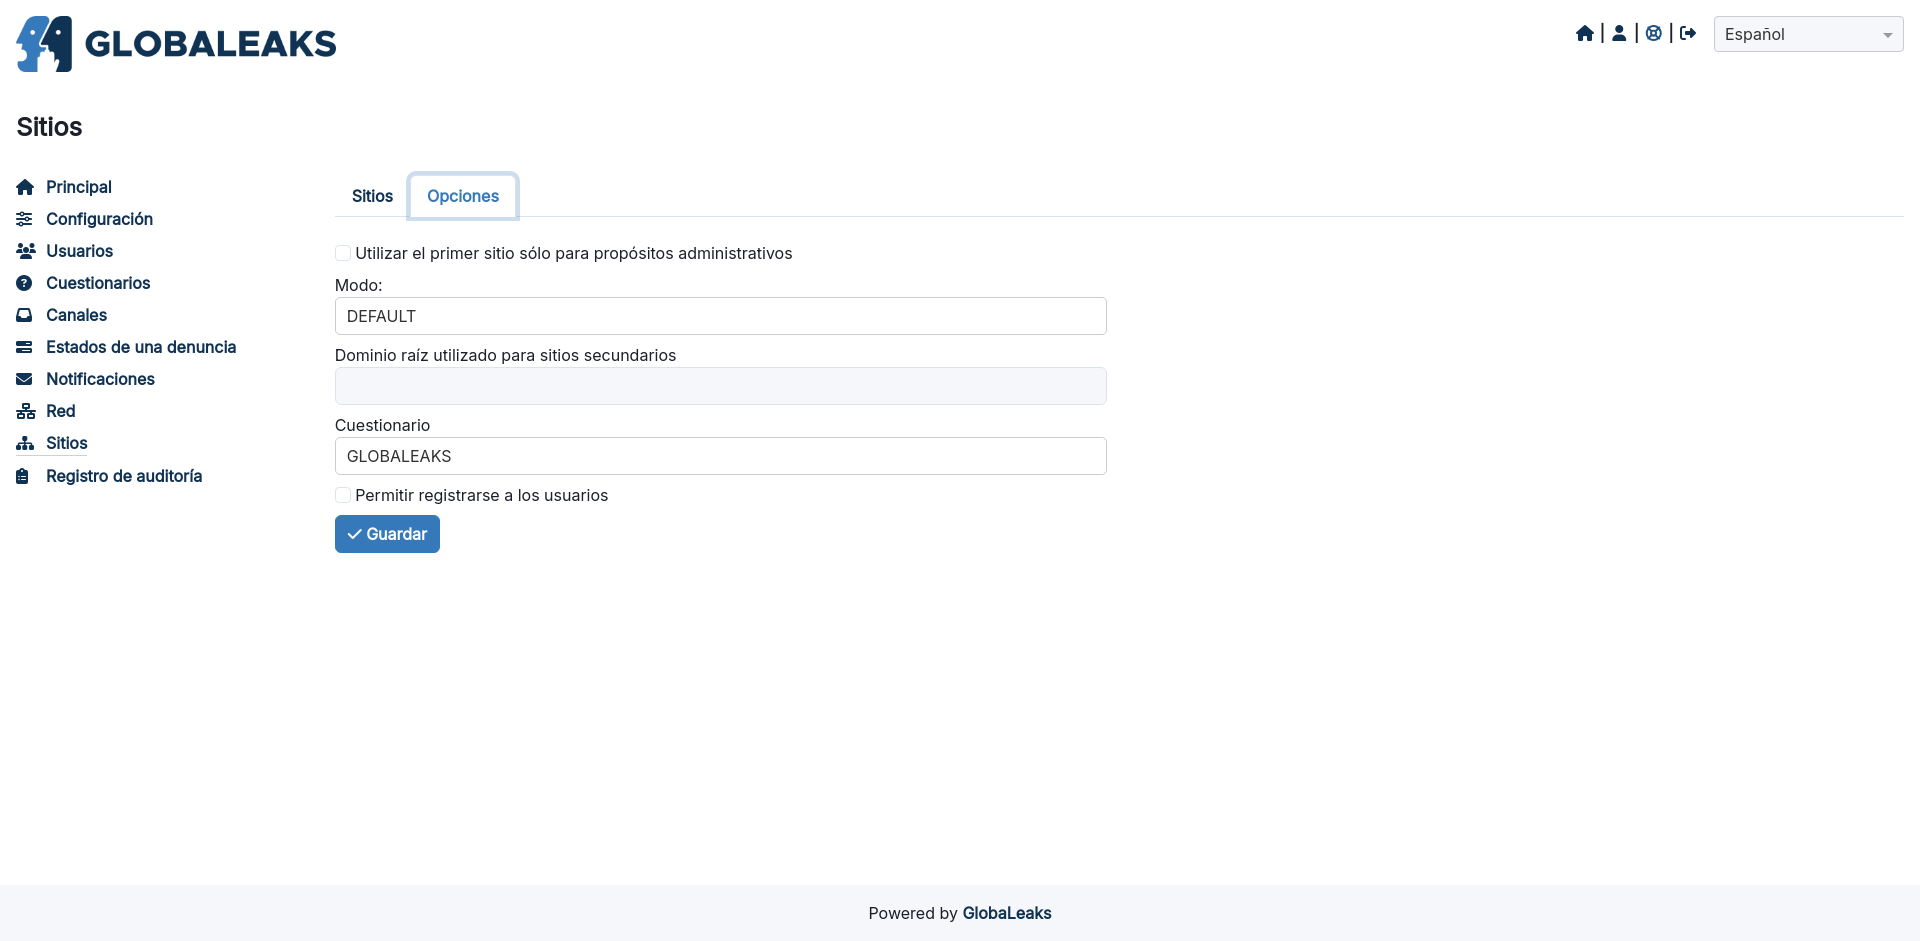 GLOBALEAKS
Español
Sitios
Principal
Configuración
Usuarios
Cuestionarios
Canales
Estados de una denuncia
Notificaciones
Red
Sitios
Registro de auditoría
Sitios
Opciones
Utilizar el primer sitio sólo para propósitos administrativos
Modo:
DEFAULT
Dominio raíz utilizado para sitios secundarios
Cuestionario
GLOBALEAKS
Permitir registrarse a los usuarios
Guardar
Powered by GlobaLeaks